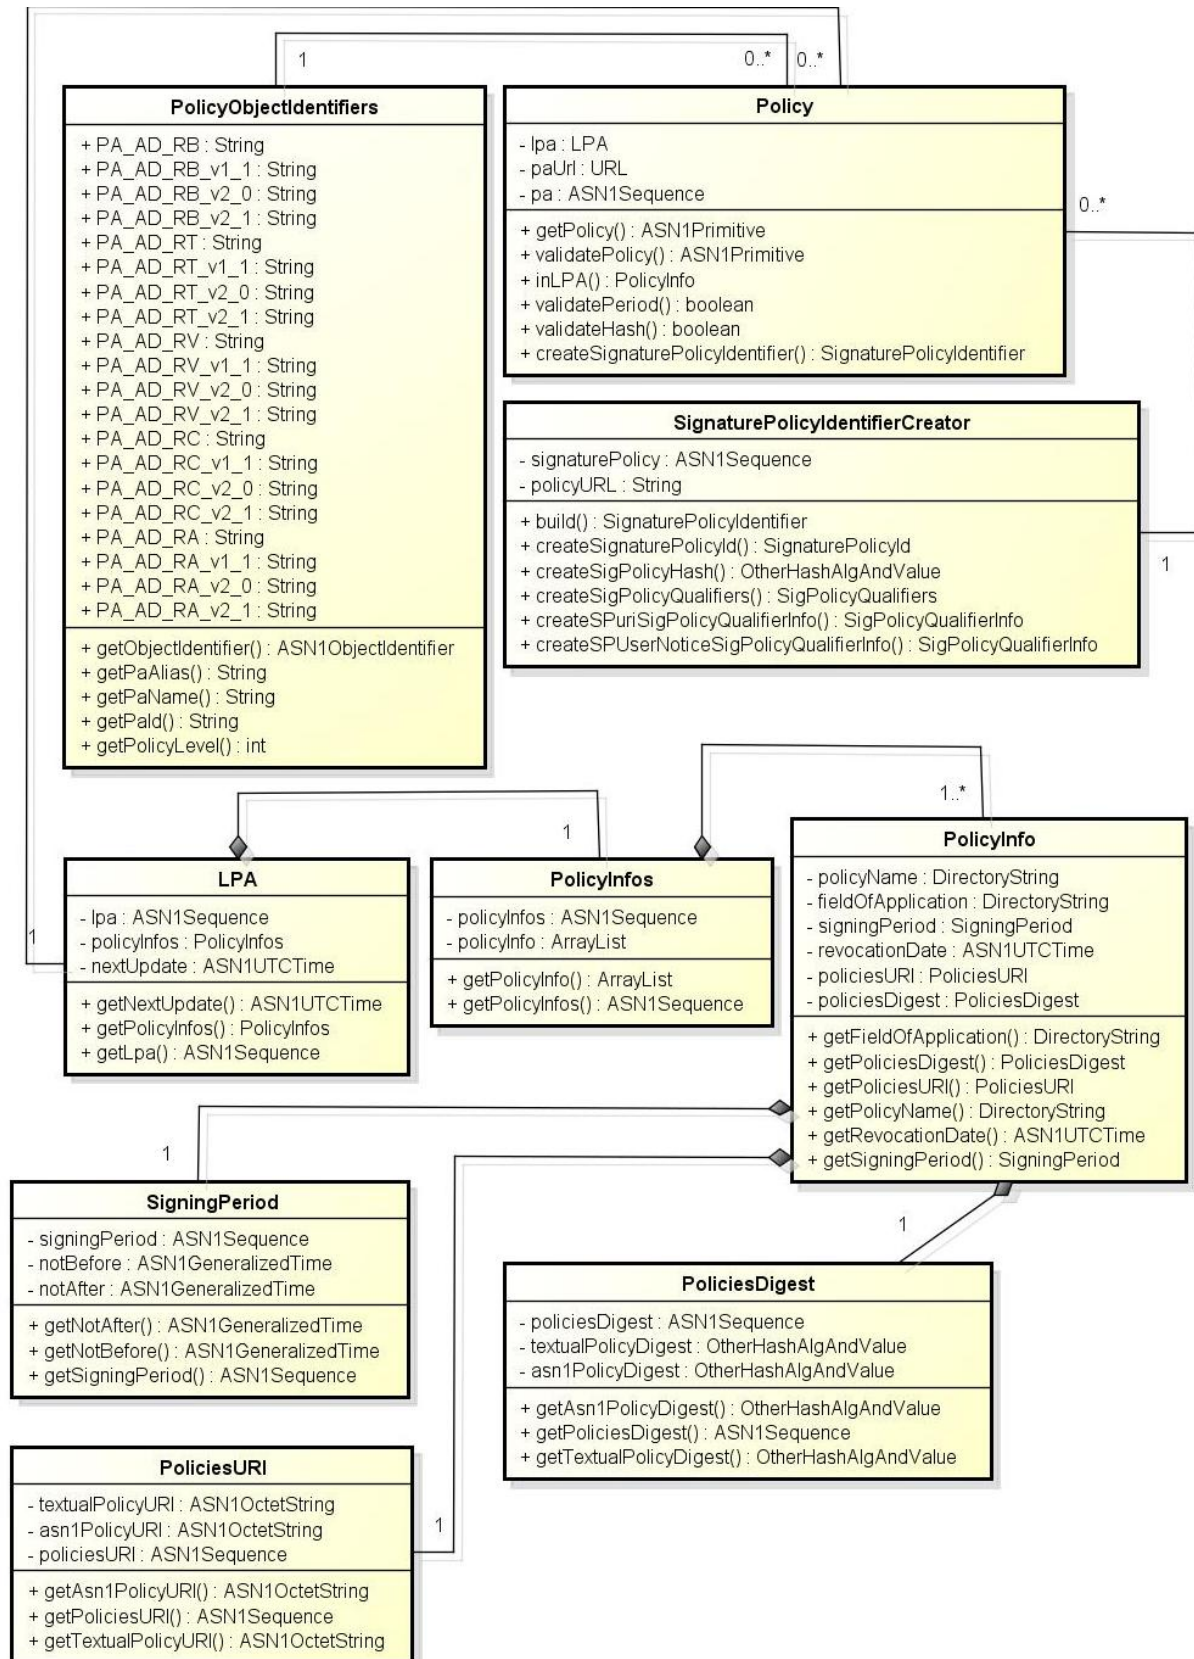 1
0..*
0..*
PolicyObjectIdentifiers
+ PA_AD_RB : String
+ PA_AD_RB_v1_1 : String
+ PA_AD_RB_v2_0 : String
+ PA_AD_RB_v2_1 : String
+ PA_AD_RT : String
+ PA_AD_RT_v1_1 : String
+ PA_AD_RT_v2_0 : String
+ PA_AD_RT_v2_1 : String
+ PA_AD_RV : String
+ PA_AD_RV_v1_1 : String
+ PA_AD_RV_v2_0 : String
+ PA_AD_RV_v2_1 : String
+ PA_AD_RC : String
+ PA_AD_RC_v1_1 : String
+ PA_AD_RC_v2_0 : String
+ PA_AD_RC_v2_1 : String
+ PA_AD_RA : String
+ PA_AD_RA_v1_1 : String
+ PA_AD_RA_v2_0 : String
+ PA_AD_RA_v2_1 : String
+ getObjectIdentifier() : ASN1ObjectIdentifier
+ getPaAlias() : String
+ getPaName() : String
+ getPaId() : String
+ getPolicyLevel() : int
Policy
- lpa : LPA
- paUrl : URL
- pa : ASN1Sequence
+ getPolicy() : ASN1Primitive
+ validatePolicy() : ASN1Primitive
+ inLPA() : PolicyInfo
+ validatePeriod() : boolean
+ validateHash() : boolean
+ createSignaturePolicyIdentifier() : SignaturePolicyIdentifier
0..*
SignaturePolicyIdentifierCreator
- signaturePolicy : ASN1Sequence
- policyURL : String
+ build() : SignaturePolicyIdentifier
+ createSignaturePolicyId() : SignaturePolicyId
+ createSigPolicyHash() : OtherHashAlgAndValue
+ createSigPolicyQualifiers() : SigPolicyQualifiers
+ createSPuriSigPolicyQualifierInfo() : SigPolicyQualifierInfo
+ createSPUserNoticeSigPolicyQualifierInfo() : SigPolicyQualifierInfo
1
1
LPA
- lpa : ASN1Sequence
- policyInfos : PolicyInfos
- nextUpdate : ASN1UTCTime
+ getNextUpdate() : ASN1UTCTime
+ getPolicyInfos() : PolicyInfos
+ getLpa() : ASN1Sequence
1
PolicyInfos
- policyInfos : ASN1Sequence
- policyInfo : ArrayList
+ getPolicyInfo() : ArrayList
+ getPolicyInfos() : ASN1Sequence
1..*
PolicyInfo
- policyName : DirectoryString
- fieldOfApplication : DirectoryString
- signingPeriod : SigningPeriod
- revocationDate : ASN1UTCTime
- policiesURI : PoliciesURI
- policiesDigest : PoliciesDigest
+ getFieldOfApplication() : DirectoryString
+ getPoliciesDigest() : PoliciesDigest
+ getPoliciesURI() : PoliciesURI
+ getPolicyName() : DirectoryString
+ getRevocationDate() : ASN1UTCTime
+ getSigningPeriod() : SigningPeriod
1
SigningPeriod
- signingPeriod : ASN1Sequence
- notBefore : ASN1GeneralizedTime
- notAfter : ASN1GeneralizedTime
+ getNotAfter() : ASN1GeneralizedTime
+ getNotBefore() : ASN1GeneralizedTime
+ getSigningPeriod() : ASN1Sequence
1
PoliciesDigest
- policiesDigest : ASN1Sequence
- textualPolicyDigest : OtherHashAlgAndValue
- asn1PolicyDigest : OtherHashAlgAndValue
+ getAsn1PolicyDigest() : OtherHashAlgAndValue
+ getPoliciesDigest() : ASN1Sequence
+ getTextualPolicyDigest() : OtherHashAlgAndValue
PoliciesURI
- textualPolicyURI : ASN1OctetString
- asn1PolicyURI : ASN1OctetString
- policiesURI : ASN1Sequence
+ getAsn1PolicyURI() : ASN1OctetString
+ getPoliciesURI() : ASN1Sequence
+ getTextualPolicyURI() : ASN1OctetString
1